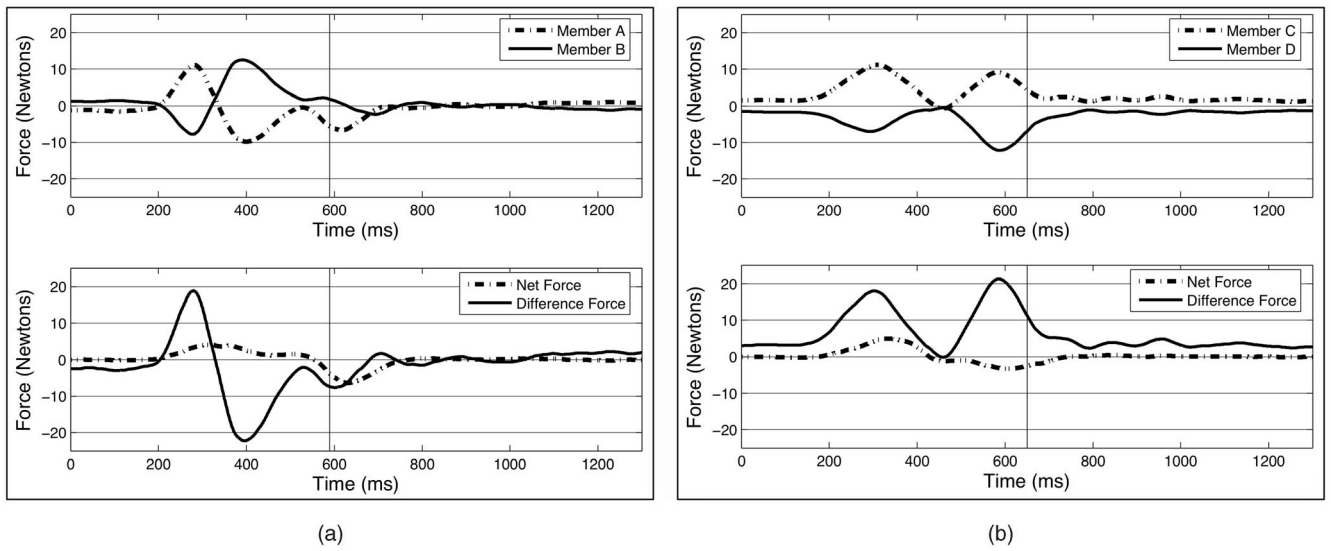 Force (Newtons)
20
10
0
−10
−20
Member A
Member B
0 200 400 600 800 1000 1200
Time (ms)
Force (Newtons)
20
10
0
−10
−20
Net Force
Difference Force
0 200 400 600 800 1000 1200
Time (ms)
(a)
Force (Newtons)
20
10
0
−10
−20
Member C
Member D
0 200 400 600 800 1000 1200
Time (ms)
Force (Newtons)
20
10
0
−10
−20
Net Force
Difference Force
0 200 400 600 800 1000 1200
Time (ms)
(b)